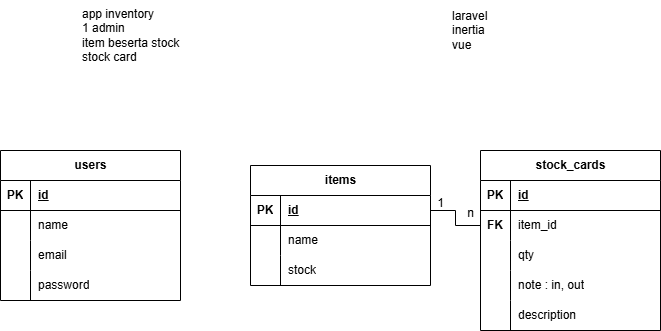 app inventory
1 admin
item beserta stock
stock card
laravel
inertia
vue
users
PK id
name
email
password
items
PK id
name
stock
1
n
stock_cards
PK id
FK item_id
qty
note : in, out
description